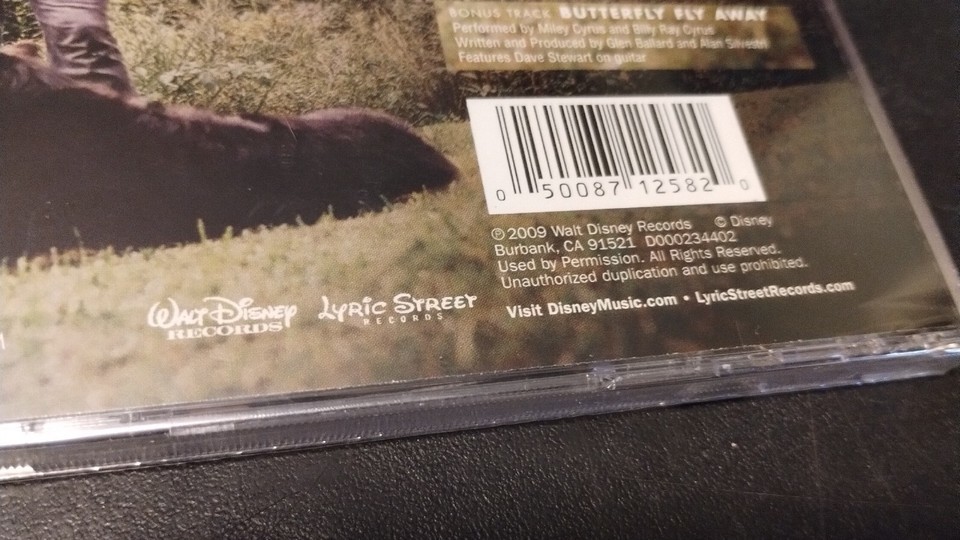 BONUS TRACK BUTTERFLY FLY AWAY
Performed by Miley Cyrus and Billy Ray Cyrus
Written and Produced by Glen Ballard and Alan Silvestri
Features Dave Stewart on guitar
0 50087 12582 0
℗ 2009 Walt Disney Records © Disney
Burbank, CA 91521 D000234402
Used by Permission. All Rights Reserved.
Unauthorized duplication and use prohibited.
Visit DisneyMusic.com • LyricStreetRecords.com
WALT DISNEY
RECORDS
LYRIC STREET
RECORDS